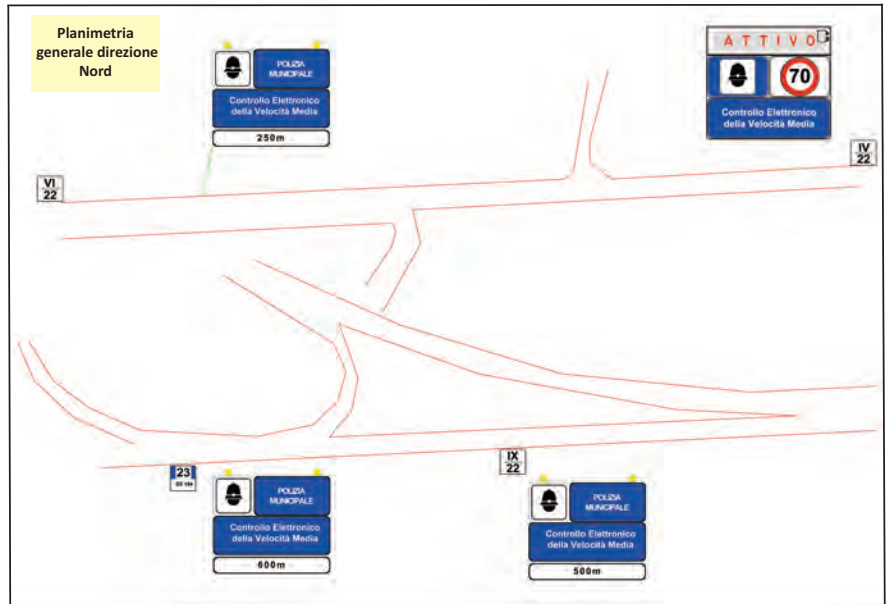 Planimetria
generale direzione
Nord
POLIZIA
MUNICIPALE
Controllo Elettronico
della Velocità Media
250m
ATTIVO
70
Controllo Elettronico
della Velocità Media
VI
22
IV
22
23
POLIZIA
MUNICIPALE
Controllo Elettronico
della Velocità Media
600m
IX
22
POLIZIA
MUNICIPALE
Controllo Elettronico
della Velocità Media
500m